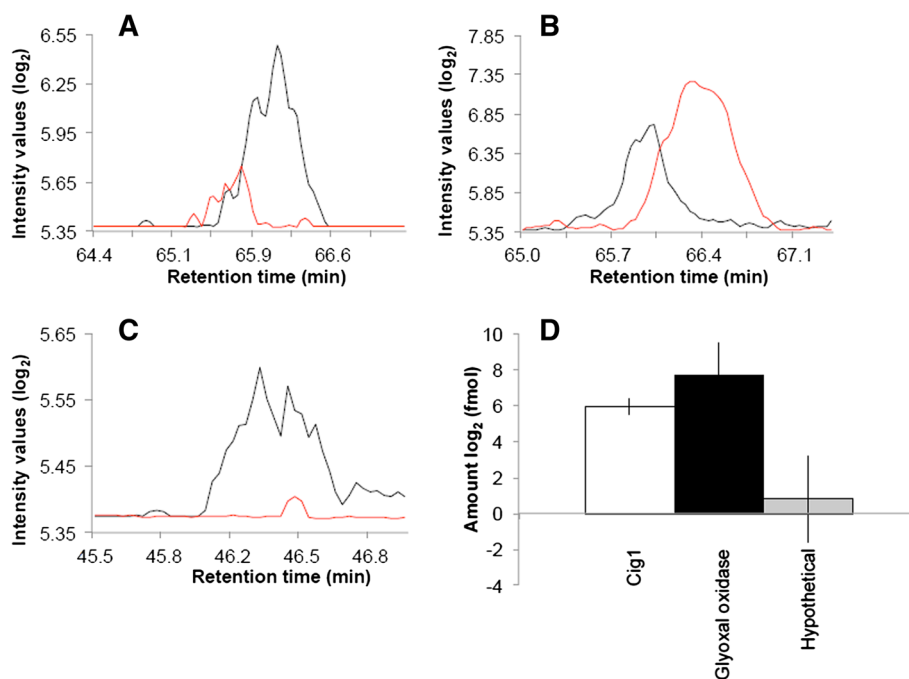 A
Intensity values (log2)
6.55
6.25
5.95
5.65
5.35
64.4 65.1 65.9 66.6
Retention time (min)
B
Intensity values (log2)
7.85
7.35
6.85
6.35
5.85
5.35
65.0 65.7 66.4 67.1
Retention time (min)
C
Intensity values (log2)
5.65
5.55
5.45
5.35
45.5 45.8 46.2 46.5 46.8
Retention time (min)
D
Amount log2 (fmol)
10
8
6
4
2
0
-2
-4
Cig1
Glyoxal oxidase
Hypothetical